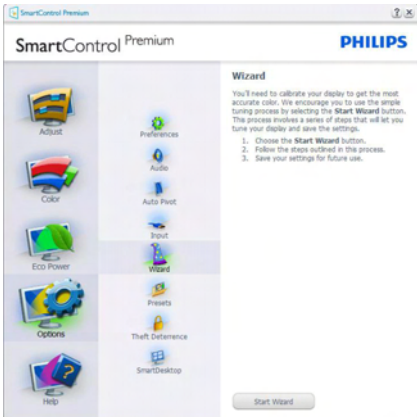 SmartControl Premium
SmartControl Premium
PHILIPS
Adjust
Color
Eco Power
Options
Help
Preferences
Audio
Auto Pivot
Input
Wizard
Presets
Theft Deterrence
SmartDesktop
Wizard
You'll need to calibrate your display to get the most
accurate color. We encourage you to use the simple
tuning process by selecting the Start Wizard button.
This process involves a series of steps that will let you
tune your display and save the settings.
1. Choose the Start Wizard button.
2. Follow the steps outlined in this process.
3. Save your settings for future use.
Start Wizard